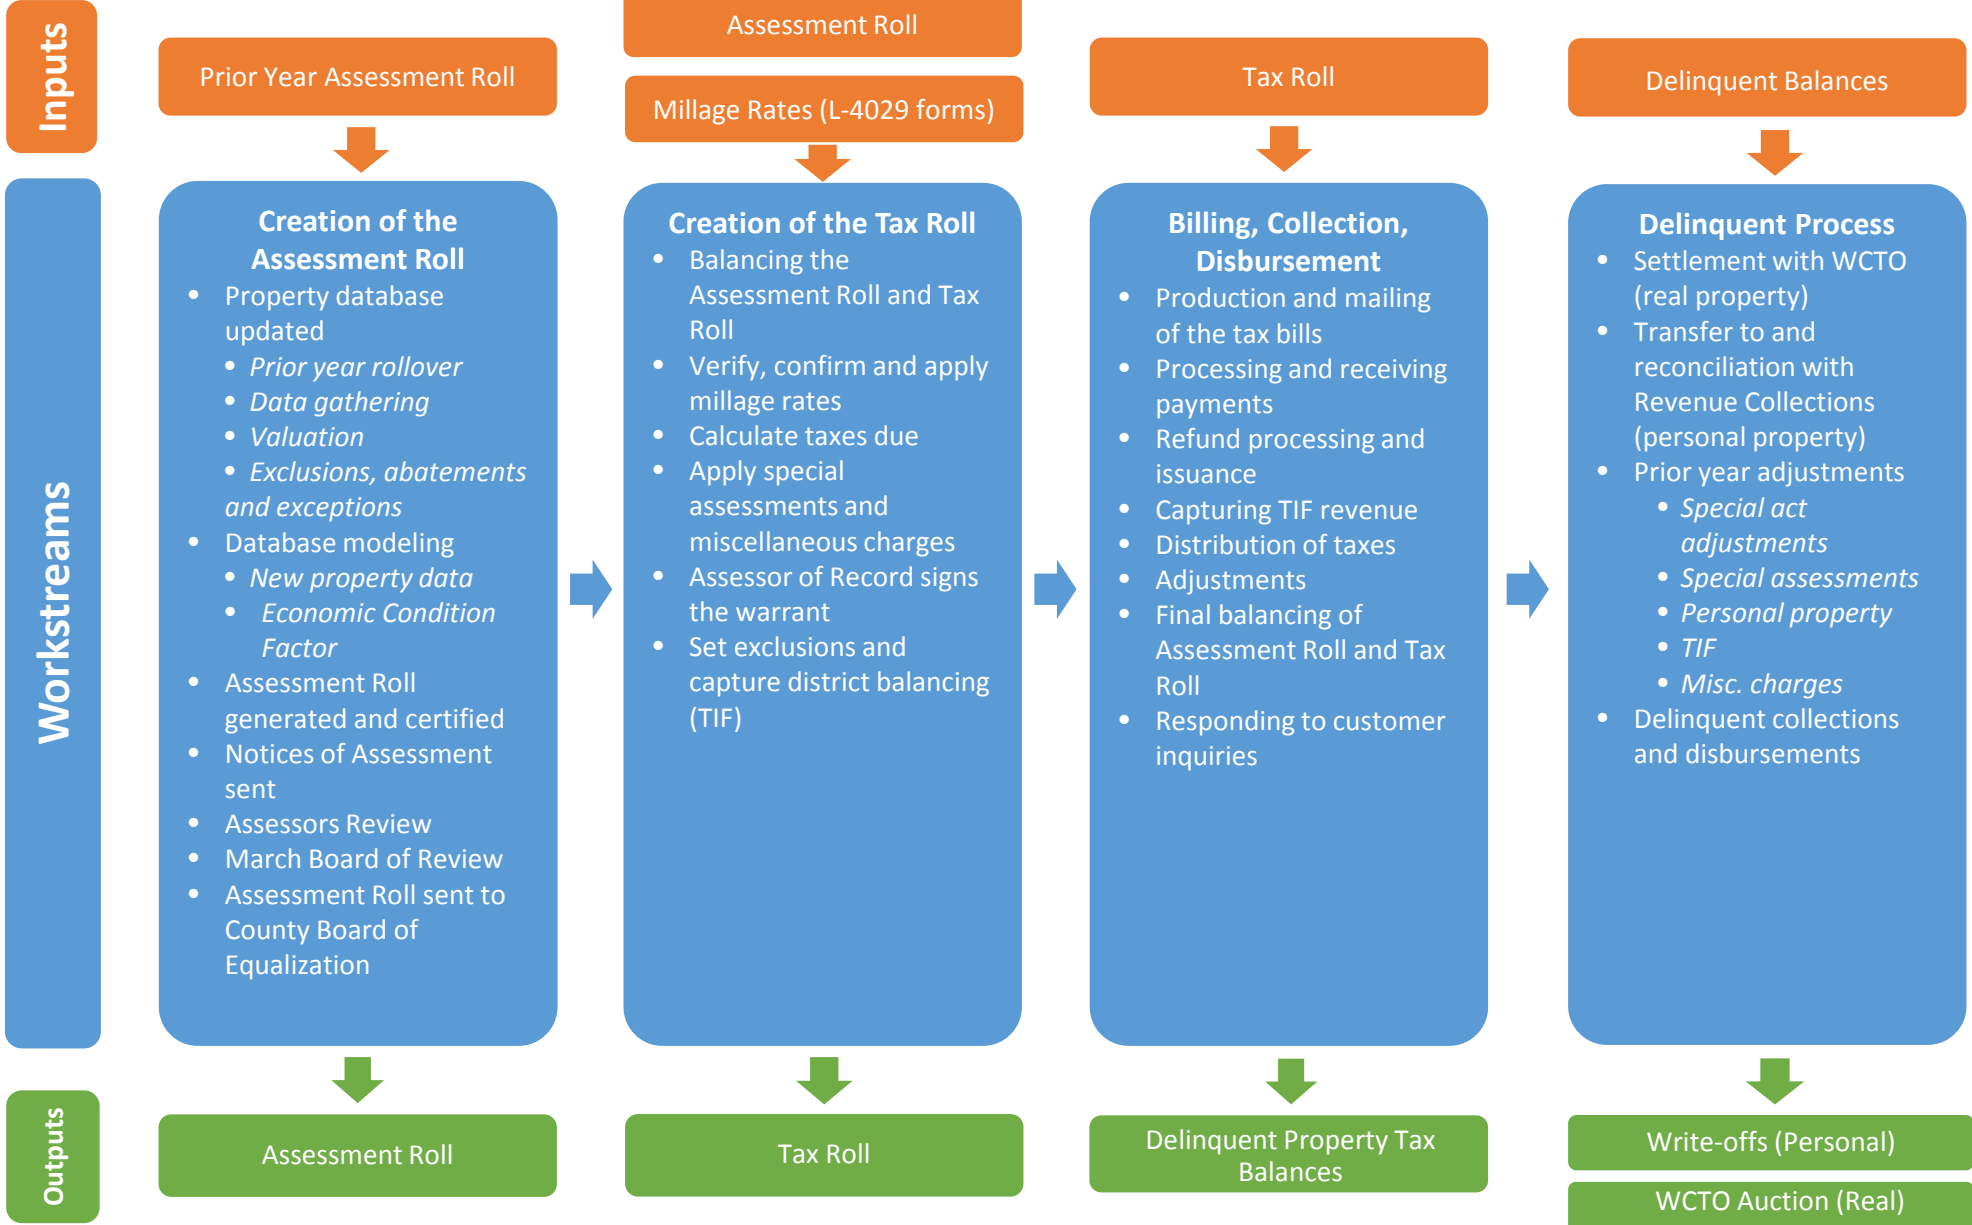 Inputs
Prior Year Assessment Roll
Assessment Roll
Millage Rates (L-4029 forms)
Tax Roll
Delinquent Balances
Workstreams
Creation of the
Assessment Roll
• Property database
updated
• Prior year rollover
• Data gathering
• Valuation
• Exclusions, abatements
and exceptions
• Database modeling
• New property data
• Economic Condition
Factor
• Assessment Roll
generated and certified
• Notices of Assessment
sent
• Assessors Review
• March Board of Review
• Assessment Roll sent to
County Board of
Equalization
Creation of the Tax Roll
• Balancing the
Assessment Roll and Tax
Roll
• Verify, confirm and apply
millage rates
• Calculate taxes due
• Apply special
assessments and
miscellaneous charges
• Assessor of Record signs
the warrant
• Set exclusions and
capture district balancing
(TIF)
Billing, Collection,
Disbursement
• Production and mailing
of the tax bills
• Processing and receiving
payments
• Refund processing and
issuance
• Capturing TIF revenue
• Distribution of taxes
• Adjustments
• Final balancing of
Assessment Roll and Tax
Roll
• Responding to customer
inquiries
Delinquent Process
• Settlement with WCTO
(real property)
• Transfer to and
reconciliation with
Revenue Collections
(personal property)
• Prior year adjustments
• Special act
adjustments
• Special assessments
• Personal property
• TIF
• Misc. charges
• Delinquent collections
and disbursements
Outputs
Assessment Roll
Tax Roll
Delinquent Property Tax
Balances
Write-offs (Personal)
WCTO Auction (Real)